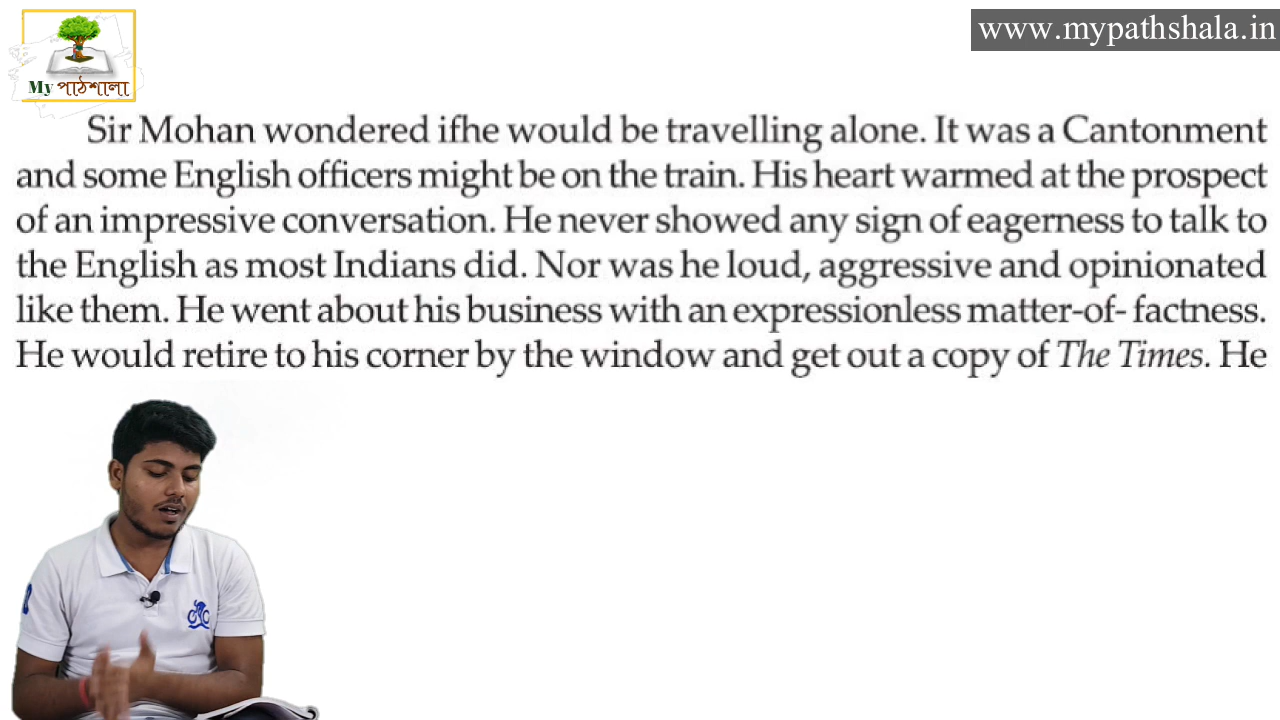 My পাঠশালা
www.mypathshala.in
Sir Mohan wondered ifhe would be travelling alone. It was a Cantonment
and some English officers might be on the train. His heart warmed at the prospect
of an impressive conversation. He never showed any sign of eagerness to talk to
the English as most Indians did. Nor was he loud, aggressive and opinionated
like them. He went about his business with an expressionless matter-of- factness.
He would retire to his corner by the window and get out a copy of The Times. He